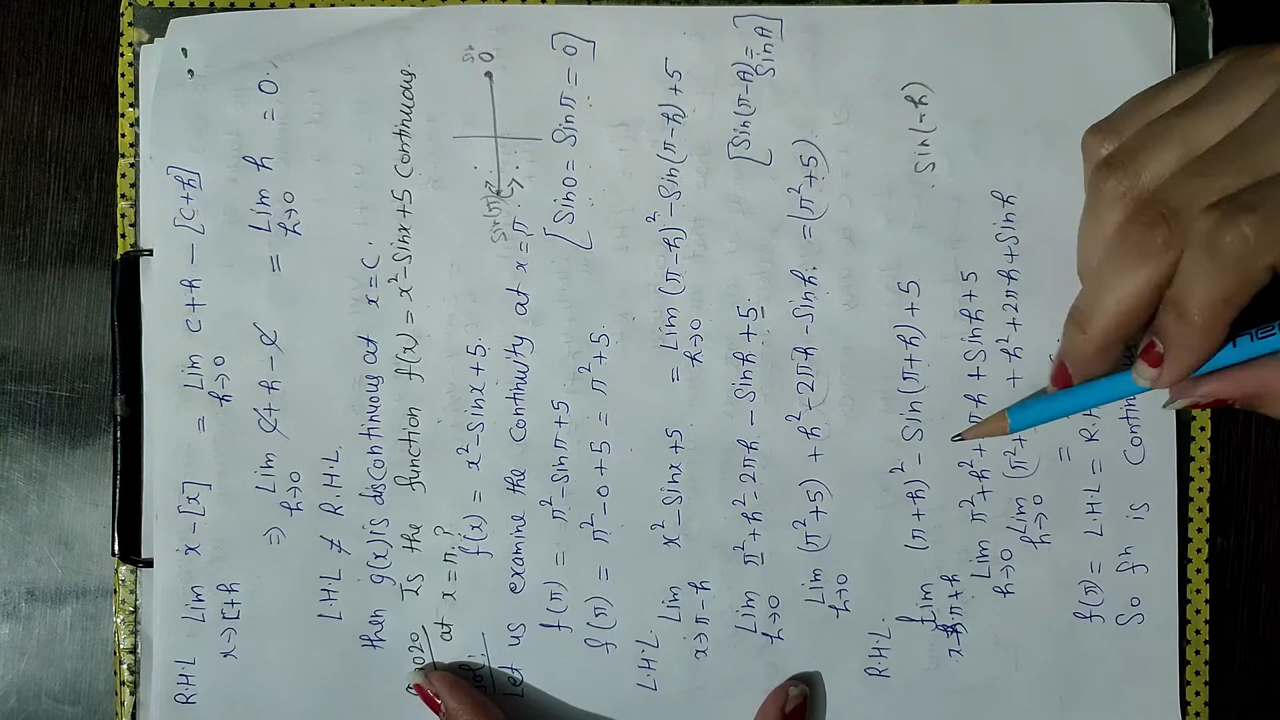 R.H.L Lim x-[x] = Lim c+h - [c+h]
x→c+h h→0
⇒ Lim c+h-c = Lim h = 0.
h→0 h→0
L.H.L ≠ R.H.L.
then g(x) is discontinuous at x=c.
2020 Is the function f(x) = x²-sinx+5 continuous.
at x=π.?
Sol. f(x) = x²-sinx+5.
Sin(π) 0
Let us examine the continuity at x=π.
f(π) = π²-sinπ+5
f(π) = π²-0+5 = π²+5. [Sin0 = Sinπ = 0]
L.H.L. Lim x²-sinx+5 = Lim (π-h)²-sin(π-h)+5
x→π-h h→0
Lim π²+h²-2πh - Sinh +5. [Sin(π-A) = SinA]
h→0
Lim (π²+5) + h²-2πh - Sinh. = (π²+5).
h→0
R.H.L.
Lim (π+h)² - Sin(π+h)+5 . Sin(-h)
x→π+h
Lim π²+h²+ πh + Sinh+5
h→0
Lim (π²+ + h²+2πh+Sinh
h→0
=
f(π) = L.H.L = R.H
So fn is Contin